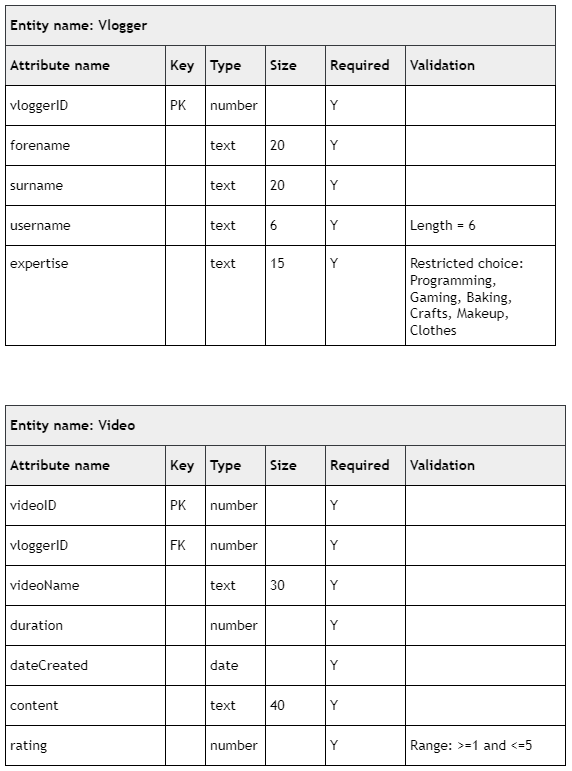 Entity name: Vlogger
Attribute name Key Type Size Required Validation
vloggerID PK number Y
forename text 20 Y
surname text 20 Y
username text 6 Y Length = 6
expertise text 15 Y Restricted choice:
Programming,
Gaming, Baking,
Crafts, Makeup,
Clothes
Entity name: Video
Attribute name Key Type Size Required Validation
videoID PK number Y
vloggerID FK number Y
videoName text 30 Y
duration number Y
dateCreated date Y
content text 40 Y
rating number Y Range: >=1 and <=5